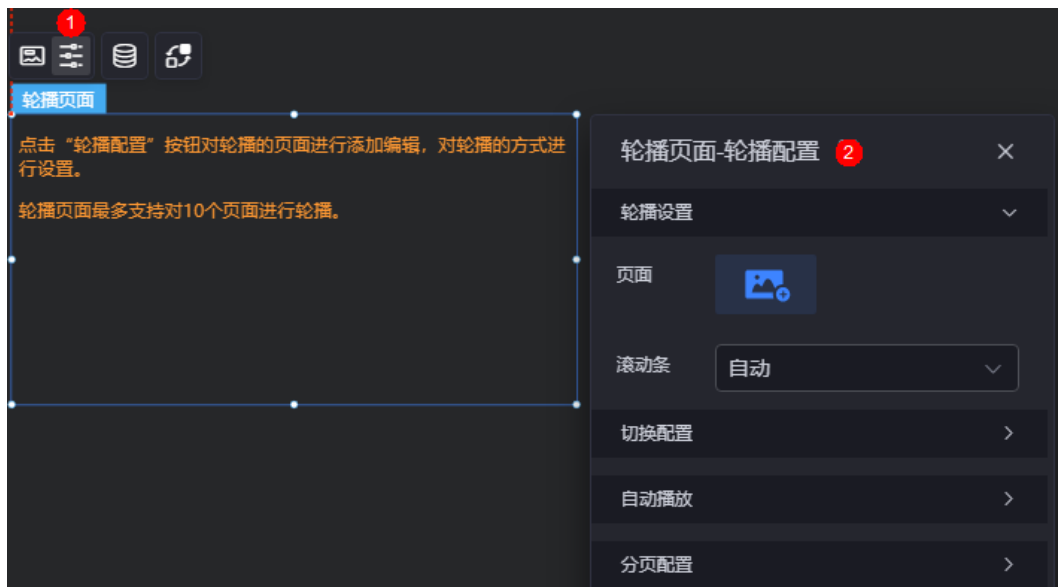 1
轮播页面
点击“轮播配置”按钮对轮播的页面进行添加编辑，对轮播的方式进
行设置。
轮播页面最多支持对10个页面进行轮播。
轮播页面-轮播配置 2
轮播设置
页面
滚动条 自动
切换配置
自动播放
分页配置